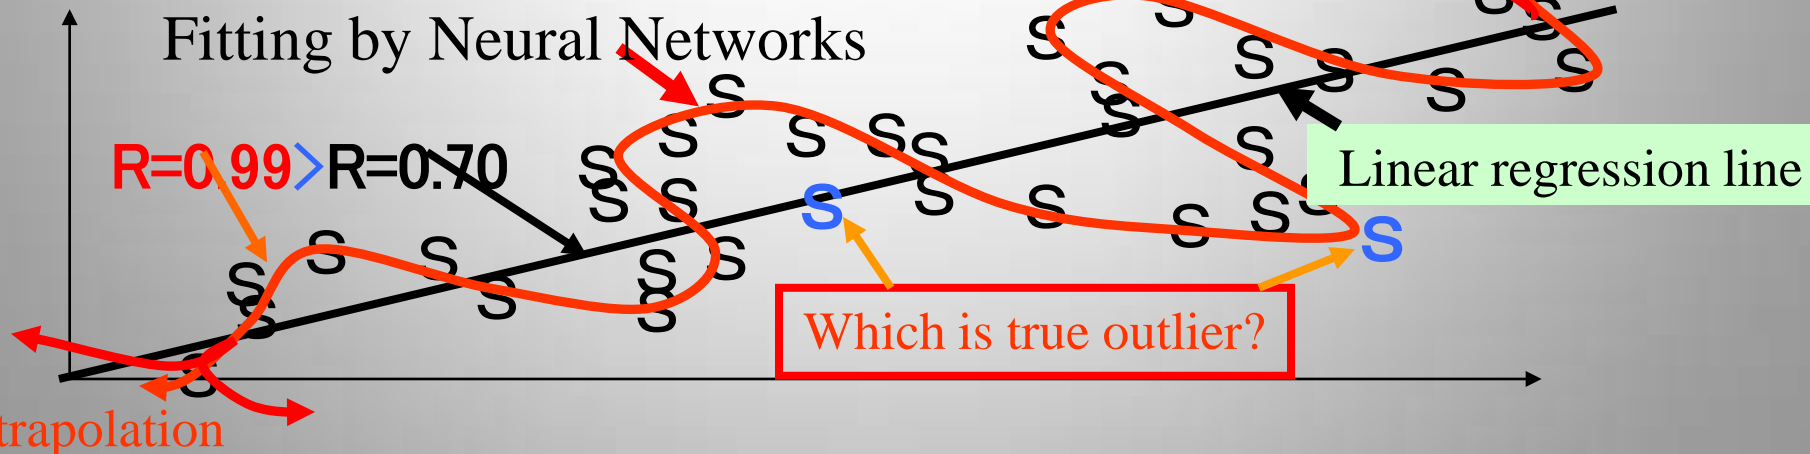 Fitting by Neural Networks
R=0.99>R=0.70
Linear regression line
Which is true outlier?
trapolation
S S S S S S S S S S S S S S S S S S S S S S S S S S S S S S S S S S S